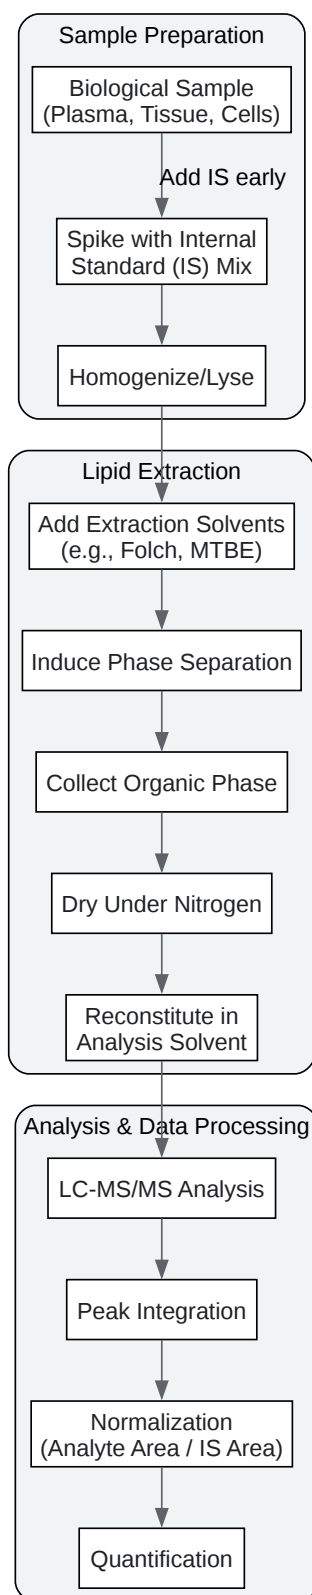 Sample Preparation
Biological Sample
(Plasma, Tissue, Cells)
Add IS early
Spike with Internal
Standard (IS) Mix
Homogenize/Lyse
Lipid Extraction
Add Extraction Solvents
(e.g., Folch, MTBE)
Induce Phase Separation
Collect Organic Phase
Dry Under Nitrogen
Reconstitute in
Analysis Solvent
Analysis & Data Processing
LC-MS/MS Analysis
Peak Integration
Normalization
(Analyte Area / IS Area)
Quantification